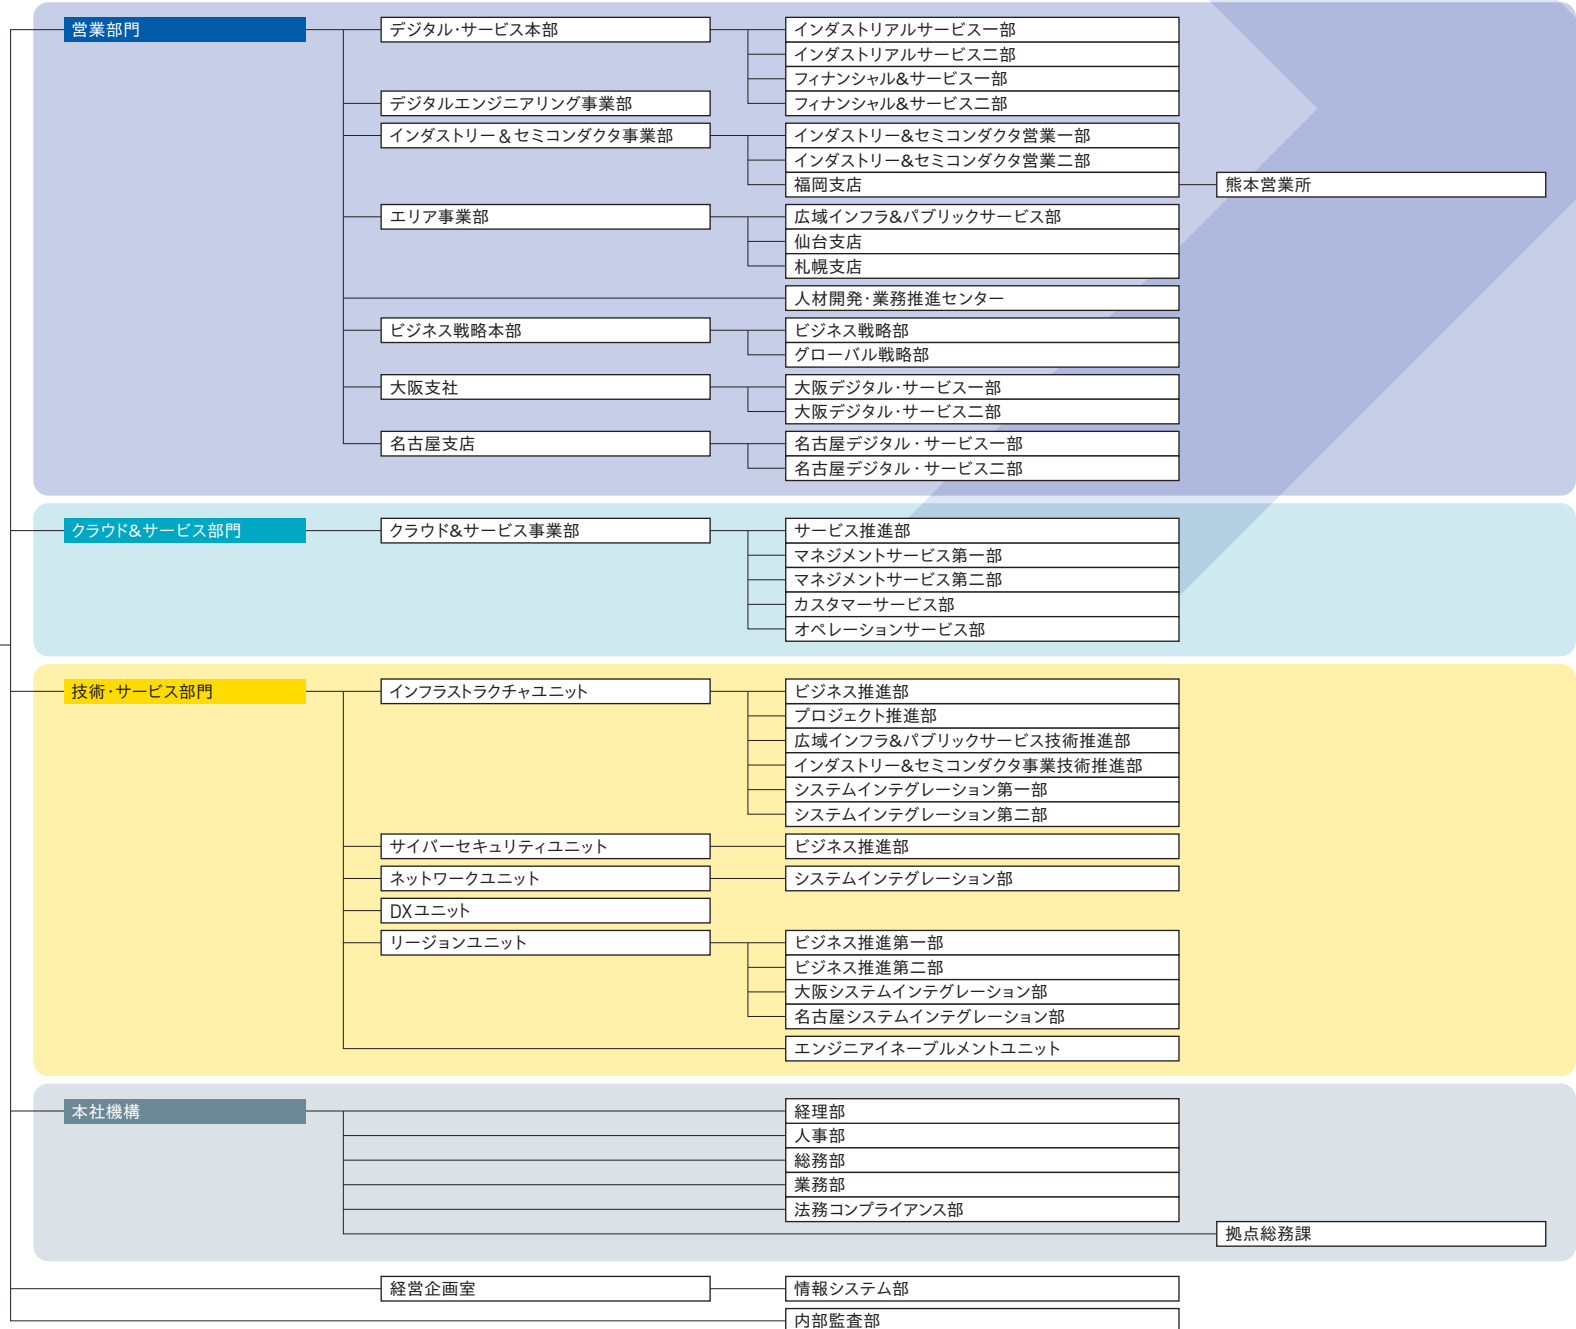 営業部門
デジタル・サービス本部
インダストリアルサービス一部
インダストリアルサービス二部
フィナンシャル&サービス一部
フィナンシャル&サービス二部
デジタルエンジニアリング事業部
インダストリー&セミコンダクタ事業部
インダストリー&セミコンダクタ営業一部
インダストリー&セミコンダクタ営業二部
福岡支店
熊本営業所
エリア事業部
広域インフラ&パブリックサービス部
仙台支店
札幌支店
人材開発・業務推進センター
ビジネス戦略本部
ビジネス戦略部
グローバル戦略部
大阪支社
大阪デジタル・サービス一部
大阪デジタル・サービス二部
名古屋支店
名古屋デジタル・サービス一部
名古屋デジタル・サービス二部
クラウド&サービス部門
クラウド&サービス事業部
サービス推進部
マネジメントサービス第一部
マネジメントサービス第二部
カスタマーサービス部
オペレーションサービス部
技術・サービス部門
インフラストラクチャユニット
ビジネス推進部
プロジェクト推進部
広域インフラ&パブリックサービス技術推進部
インダストリー&セミコンダクタ事業技術推進部
システムインテグレーション第一部
システムインテグレーション第二部
サイバーセキュリティユニット
ビジネス推進部
ネットワークユニット
システムインテグレーション部
DXユニット
リージョンユニット
ビジネス推進第一部
ビジネス推進第二部
大阪システムインテグレーション部
名古屋システムインテグレーション部
エンジニアイネーブルメントユニット
本社機構
経理部
人事部
総務部
業務部
法務コンプライアンス部
拠点総務課
経営企画室
情報システム部
内部監査部